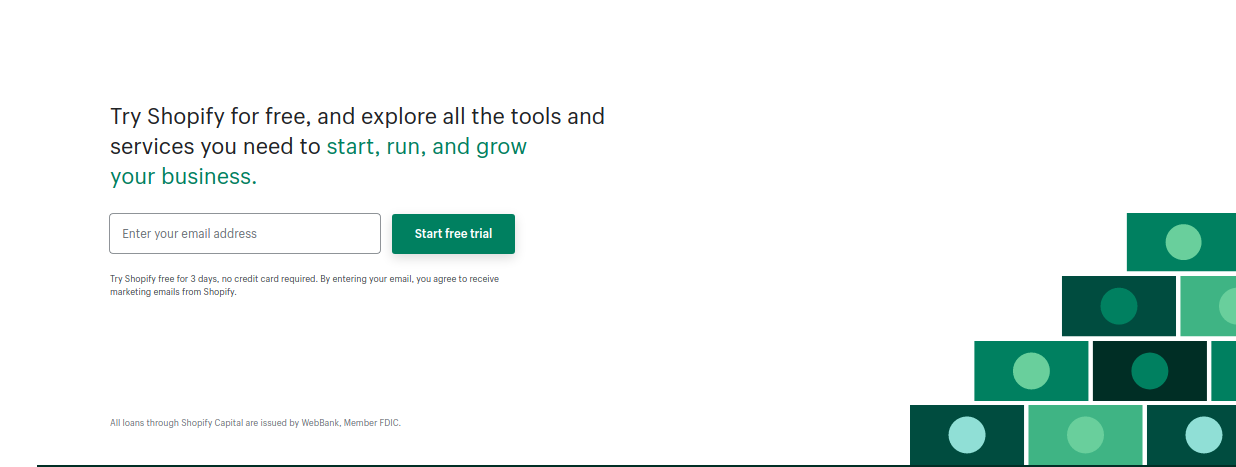 Try Shopify for free, and explore all the tools and
services you need to start, run, and grow
your business.
Enter your email address
Start free trial
Try Shopify free for 3 days, no credit card required. By entering your email, you agree to receive
marketing emails from Shopify.
All loans through Shopify Capital are issued by WebBank, Member FDIC.